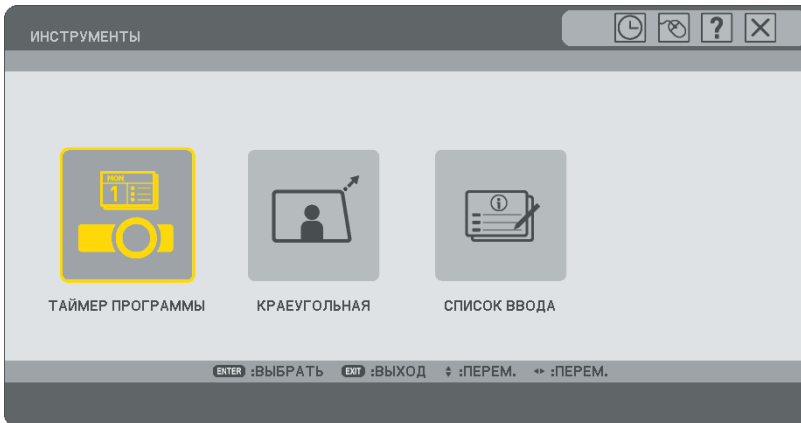 ИНСТРУМЕНТЫ
?
MON
1
ТАЙМЕР ПРОГРАММЫ
КРАЕУГОЛЬНАЯ
СПИСОК ВВОДА
ENTER :ВЫБРАТЬ EXIT :ВЫХОД :ПЕРЕМ. :ПЕРЕМ.